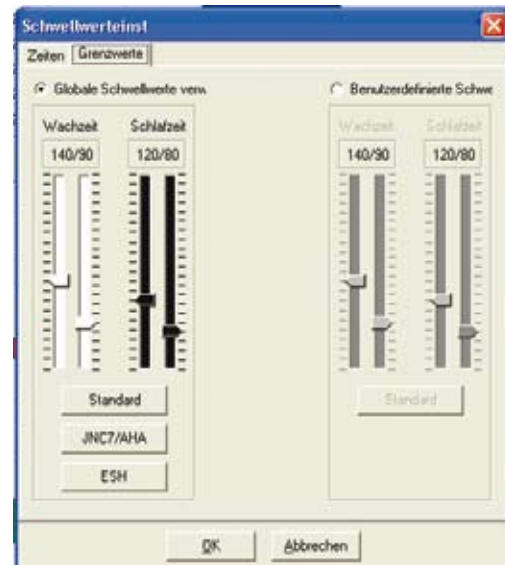 Schwellwerteinst
Zeiten Grenzwerte
Globale Schwellwerte verw
Wachzeit Schlafzeit
140/90 120/80
Standard
JNC7/AHA
ESH
Benutzerdefinierte Schwe
Wachzeit Schlafzeit
140/90 120/80
Standard
OK Abbrechen